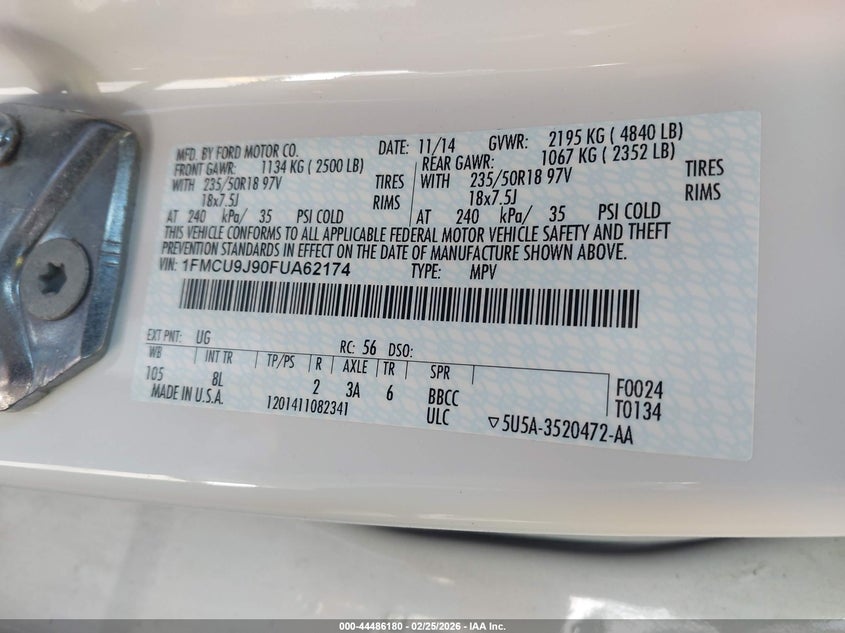 MFD. BY FORD MOTOR CO. DATE: 11/14 GVWR: 2195 KG ( 4840 LB)
FRONT GAWR: 1134 KG ( 2500 LB) REAR GAWR: 1067 KG ( 2352 LB)
WITH 235/50R18 97V TIRES WITH 235/50R18 97V TIRES
18x7.5J RIMS 18x7.5J RIMS
AT 240 kPa/ 35 PSI COLD AT 240 kPa/ 35 PSI COLD
THIS VEHICLE CONFORMS TO ALL APPLICABLE FEDERAL MOTOR VEHICLE SAFETY AND THEFT
PREVENTION STANDARDS IN EFFECT ON THE DATE OF MANUFACTURE SHOWN ABOVE.
VIN: 1FMCU9J90FUA62174 TYPE: MPV
EXT PNT: UG RC: 56 DSO:
WB INT TR TP/PS R AXLE TR SPR
105 8L 2 3A 6 BBCC F0024
MADE IN U.S.A. 1201411082341 ULC T0134
▽5U5A-3520472-AA
000-44486180 - 02/25/2026 - IAA Inc.